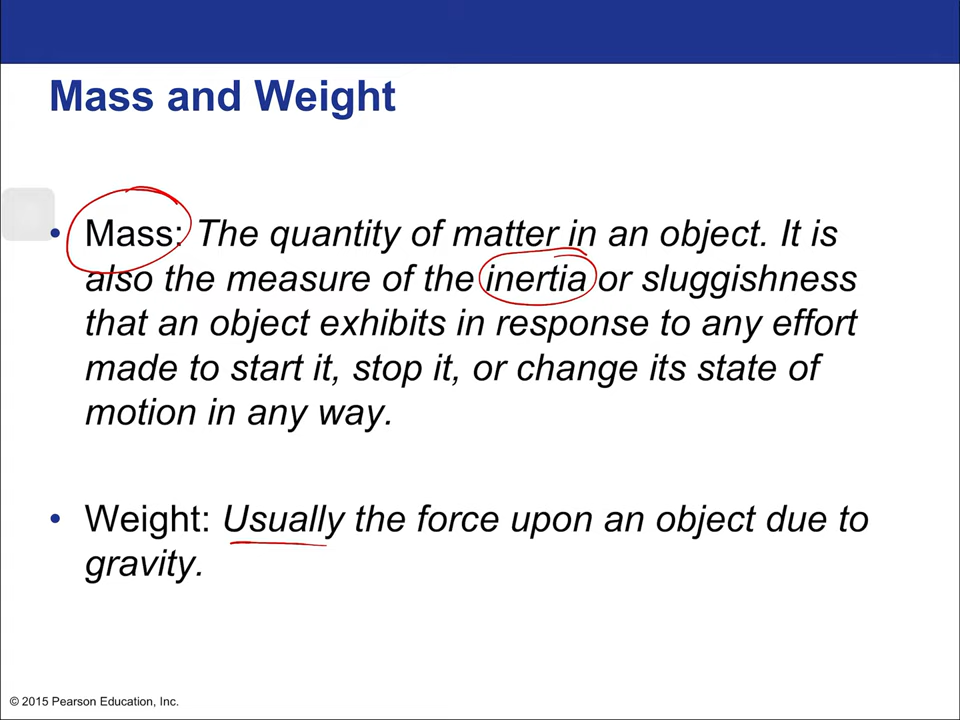 Mass and Weight
• Mass: The quantity of matter in an object. It is
also the measure of the inertia or sluggishness
that an object exhibits in response to any effort
made to start it, stop it, or change its state of
motion in any way.
• Weight: Usually the force upon an object due to
gravity.
© 2015 Pearson Education, Inc.